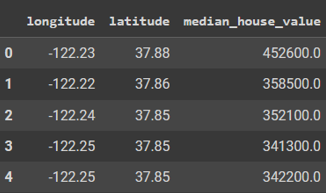 longitude latitude median_house_value
0 -122.23 37.88 452600.0
1 -122.22 37.86 358500.0
2 -122.24 37.85 352100.0
3 -122.25 37.85 341300.0
4 -122.25 37.85 342200.0